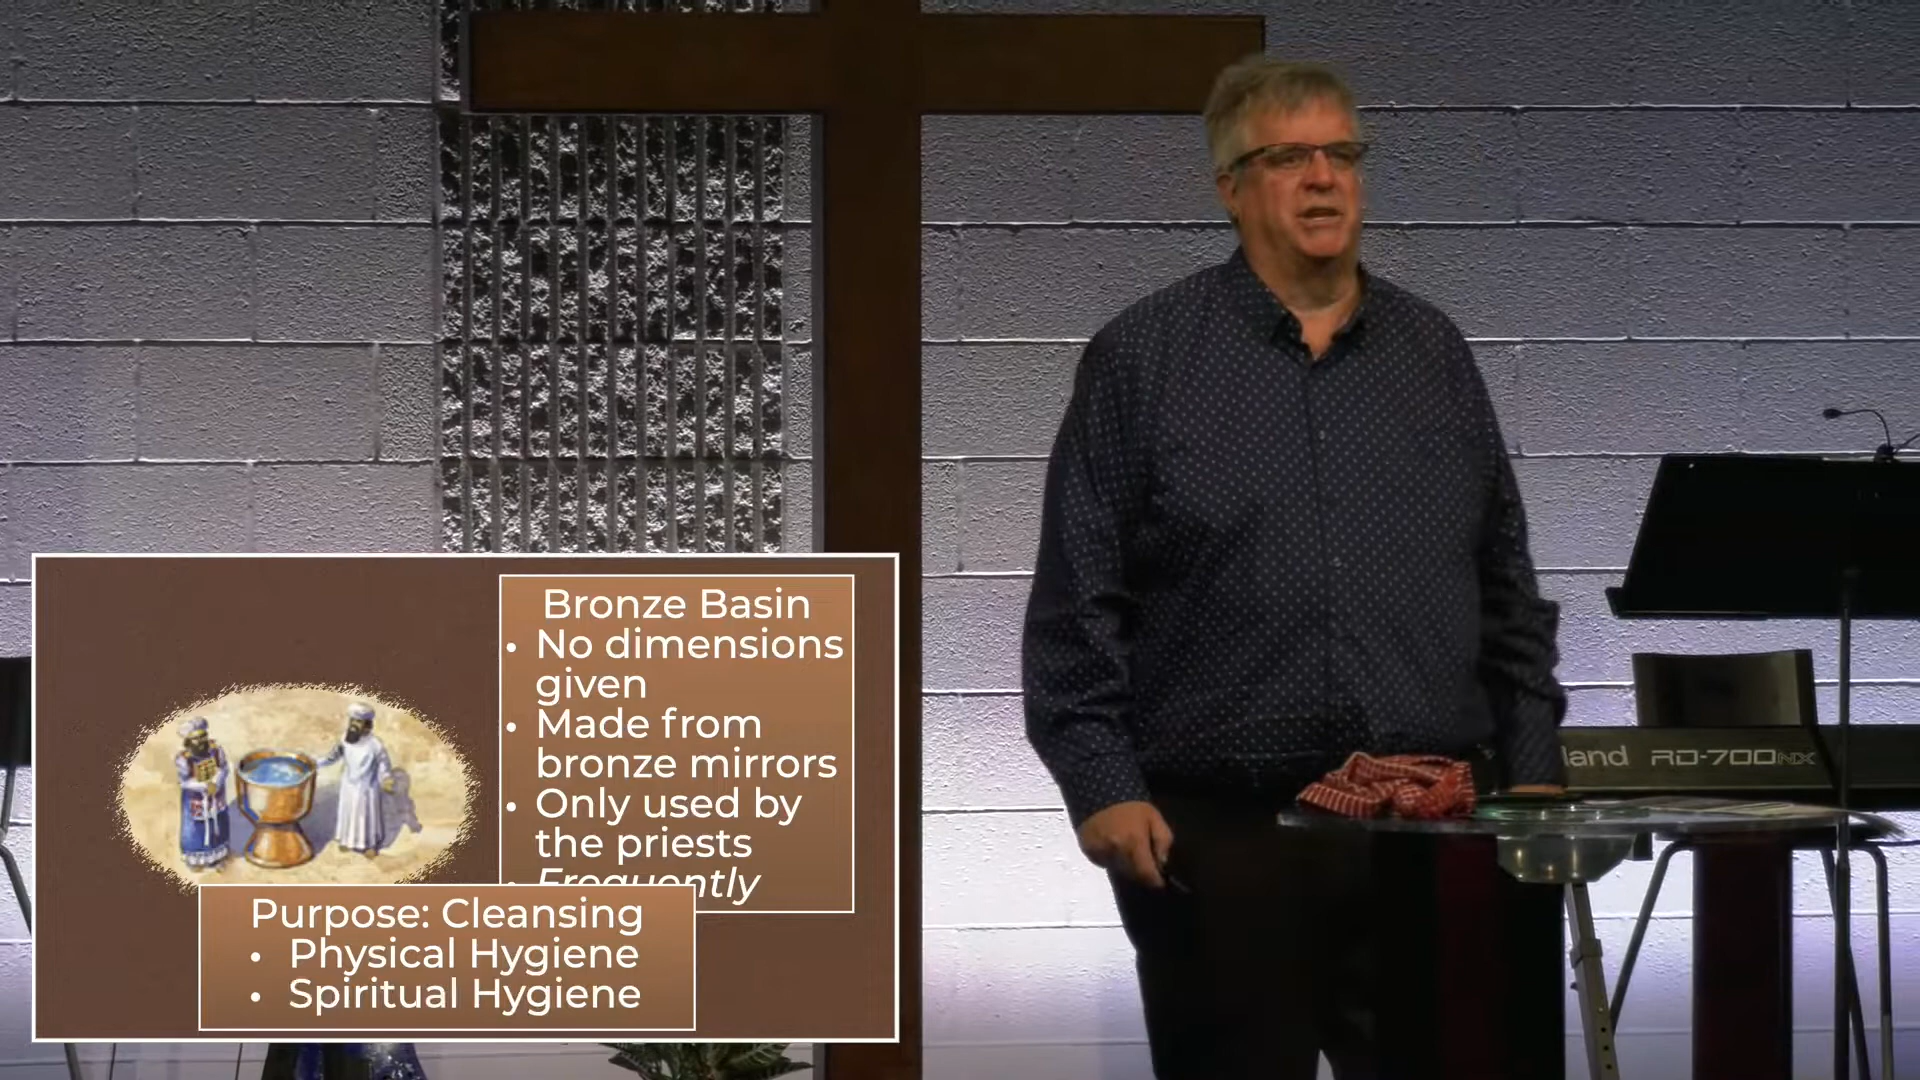 Bronze Basin
• No dimensions
given
• Made from
bronze mirrors
• Only used by
the priests
• Frequently
Purpose: Cleansing
• Physical Hygiene
• Spiritual Hygiene
land RD-700NX